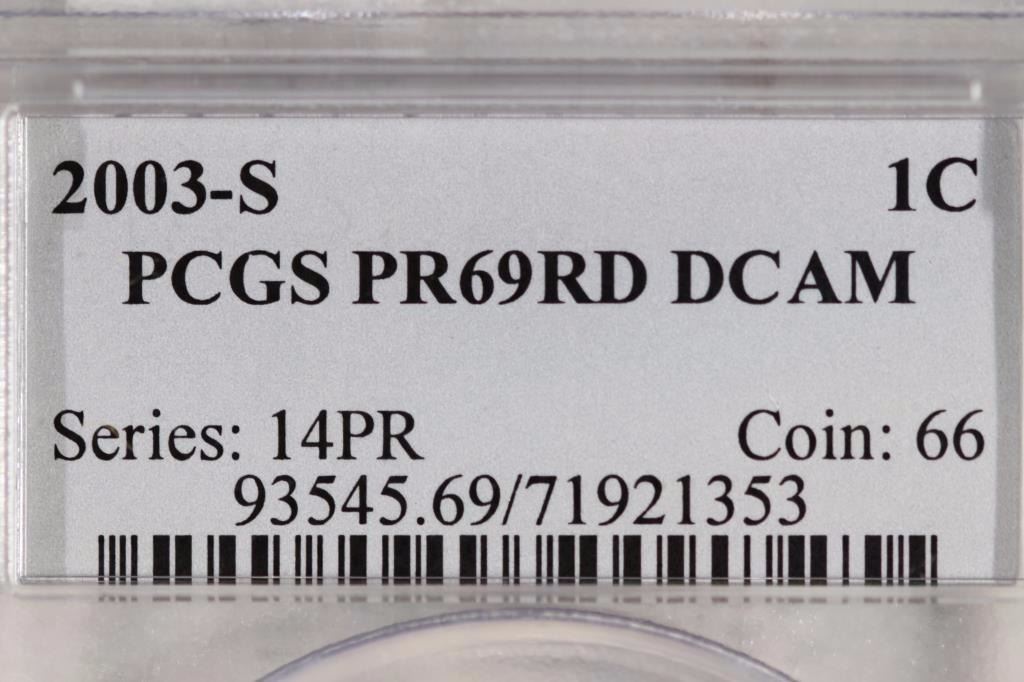 2003-S 1C
PCGS PR69RD DCAM
Series: 14PR Coin: 66
93545.69/71921353